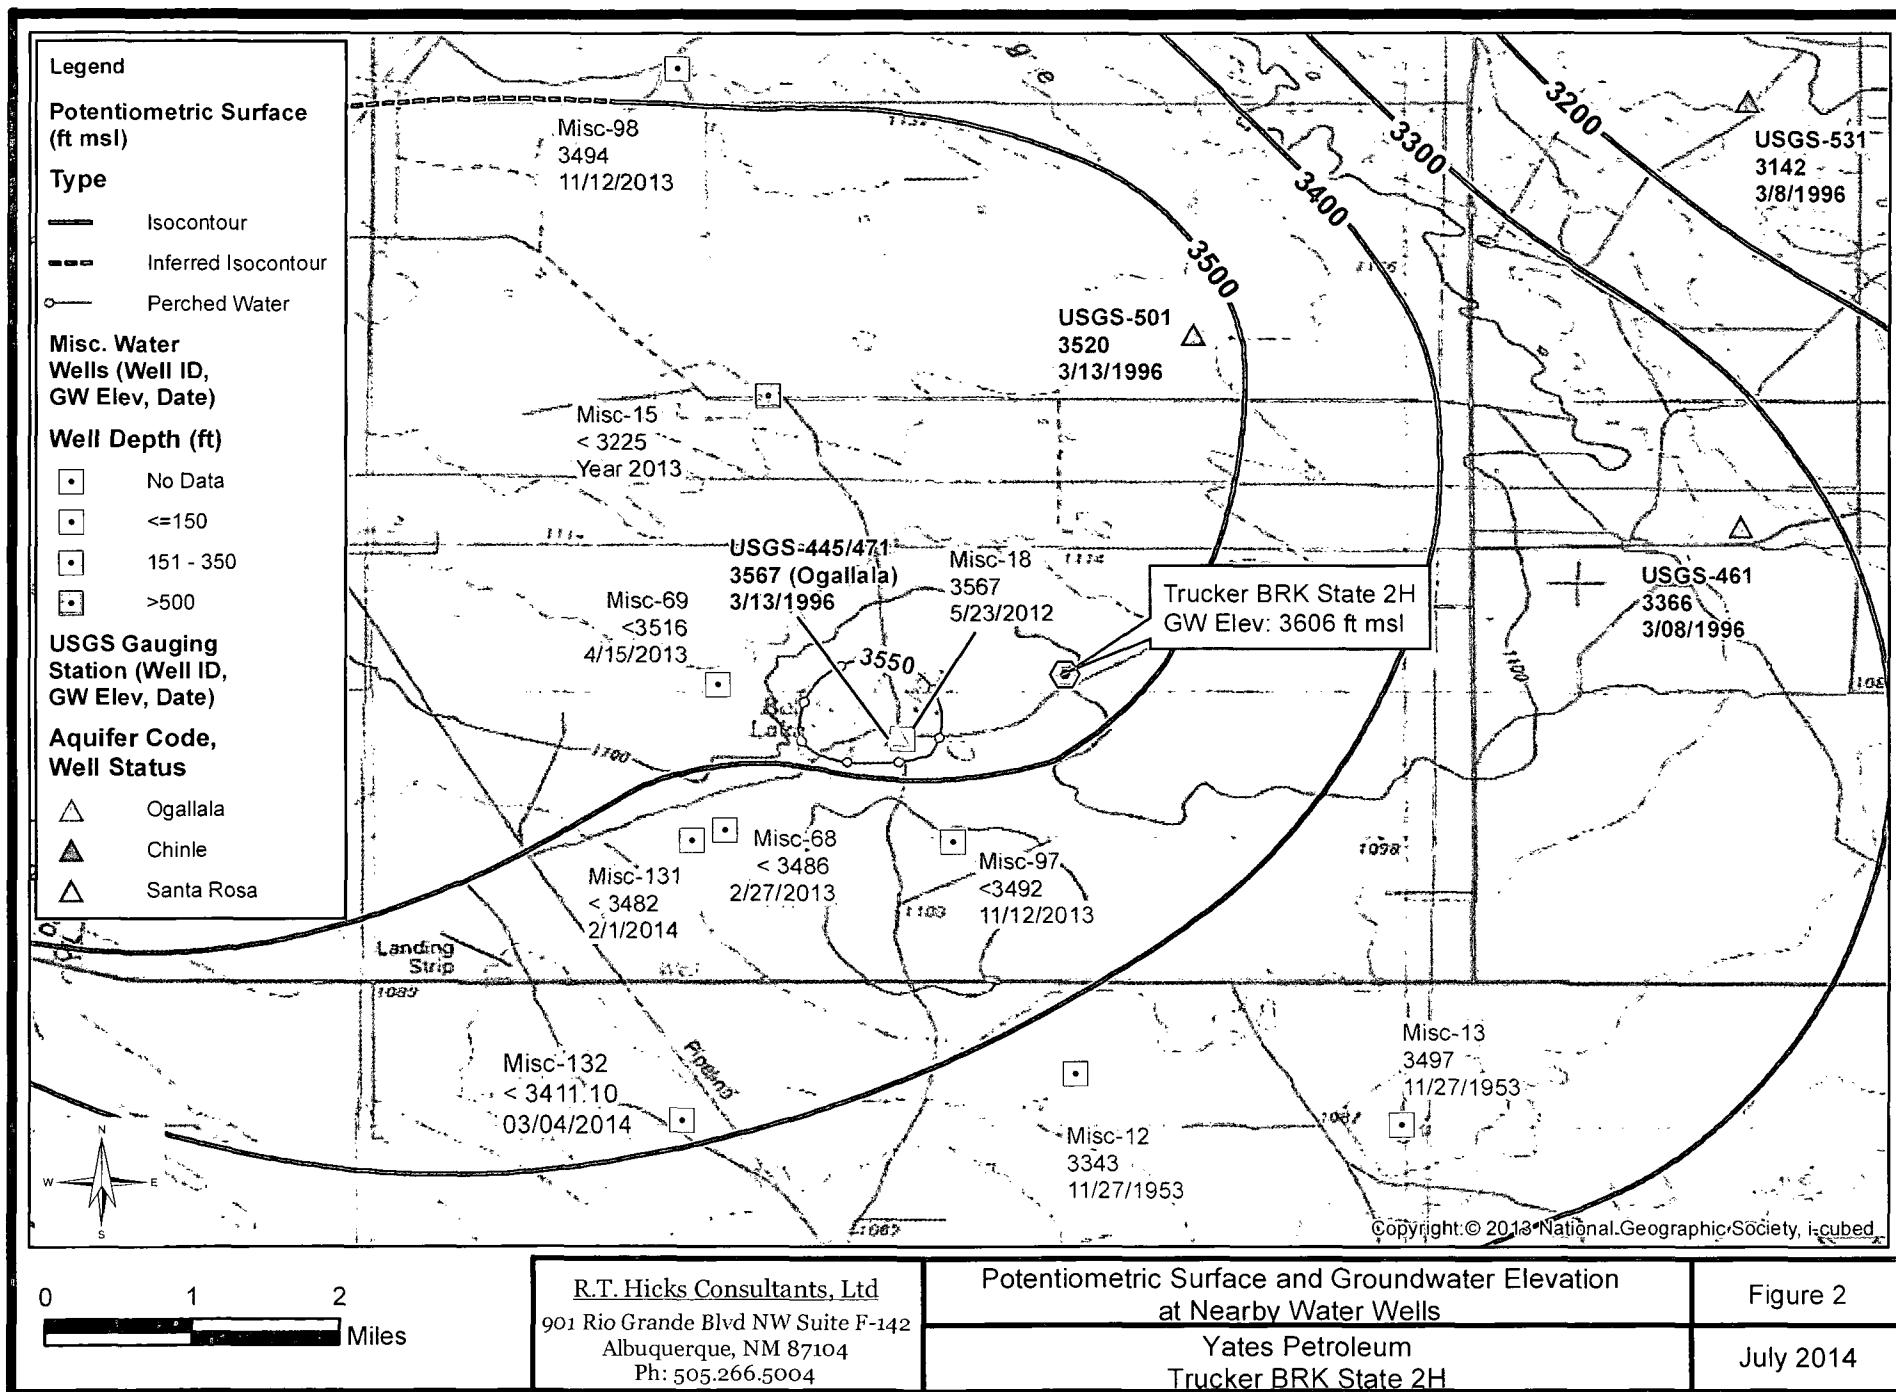 Legend
Potentiometric Surface
(ft msl)
Type
Isocontour
Inferred Isocontour
Perched Water
Misc. Water
Wells (Well ID,
GW Elev, Date)
Well Depth (ft)
No Data
<=150
151 - 350
>500
USGS Gauging
Station (Well ID,
GW Elev, Date)
Aquifer Code,
Well Status
Ogallala
Chinle
Santa Rosa
g e
Misc-98
3494
11/12/2013
3200
3300
3400
3500
USGS-531
3142
3/8/1996
USGS-501
3520
3/13/1996
Misc-15
< 3225
Year 2013
USGS-445/471
3567 (Ogallala)
3/13/1996
Misc-18
3567
5/23/2012
1114
Trucker BRK State 2H
GW Elev: 3606 ft msl
Misc-69
<3516
4/15/2013
3550
USGS-461
3366
3/08/1996
1100
1100
Misc-68
< 3486
2/27/2013
Misc-131
< 3482
2/1/2014
Misc-97
<3492
11/12/2013
1103
1098
Landing
Strip
1089
Misc-132
< 3411.10
03/04/2014
Pipeline
Misc-13
3497
11/27/1953
Misc-12
3343
11/27/1953
N
W E
S
Copyright:© 2013 National Geographic Society, i-cubed
0 1 2
Miles
R.T. Hicks Consultants, Ltd
901 Rio Grande Blvd NW Suite F-142
Albuquerque, NM 87104
Ph: 505.266.5004
Potentiometric Surface and Groundwater Elevation
at Nearby Water Wells
Yates Petroleum
Trucker BRK State 2H
Figure 2
July 2014